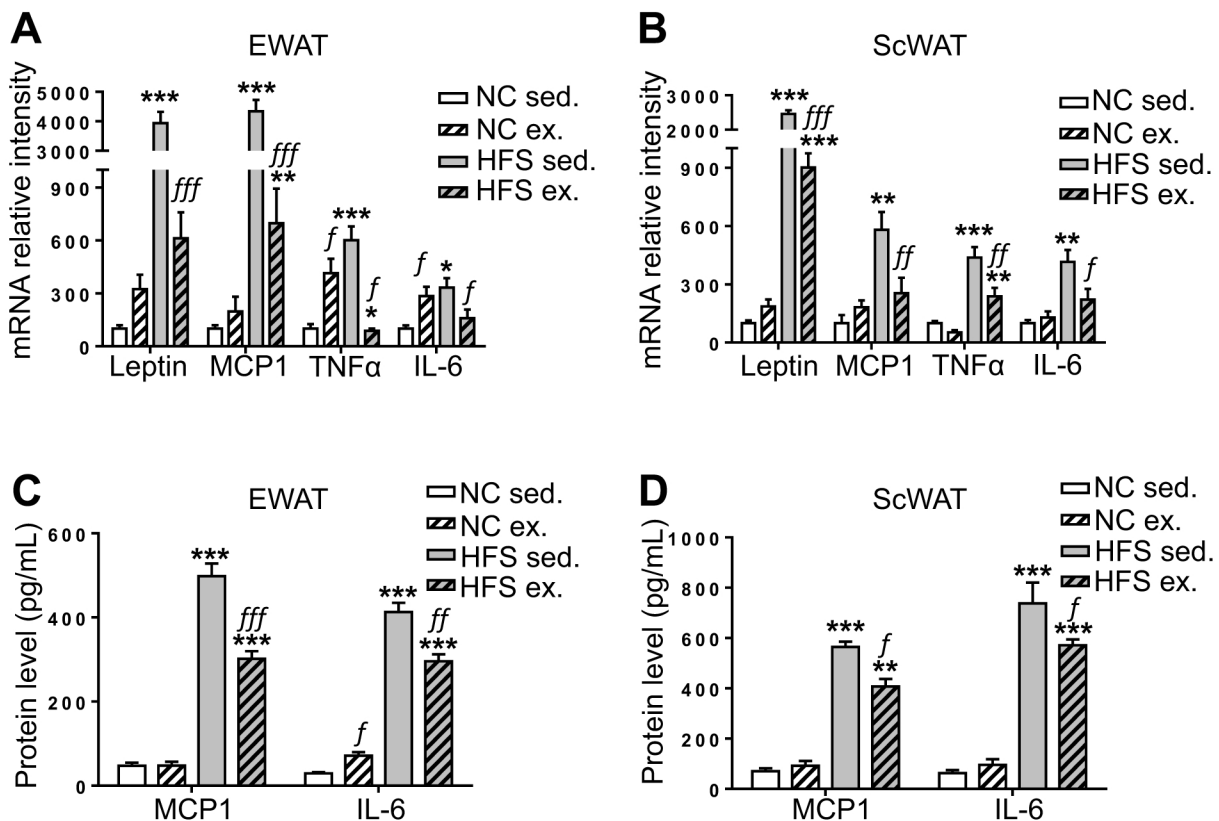 A
EWAT
mRNA relative intensity
5000
4000
3000
900
600
300
0
*** *** fff fff ** f *** f * f * f
NC sed.
NC ex.
HFS sed.
HFS ex.
Leptin MCP1 TNFα IL-6
B
ScWAT
mRNA relative intensity
3000
2000
900
600
300
0
*** fff *** ** ff *** ff ** ** f
NC sed.
NC ex.
HFS sed.
HFS ex.
Leptin MCP1 TNFα IL-6
C
EWAT
Protein level (pg/mL)
600
400
200
0
*** fff *** f *** ff ***
NC sed.
NC ex.
HFS sed.
HFS ex.
MCP1 IL-6
D
ScWAT
Protein level (pg/mL)
1000
800
600
400
200
0
*** f ** *** f ***
NC sed.
NC ex.
HFS sed.
HFS ex.
MCP1 IL-6